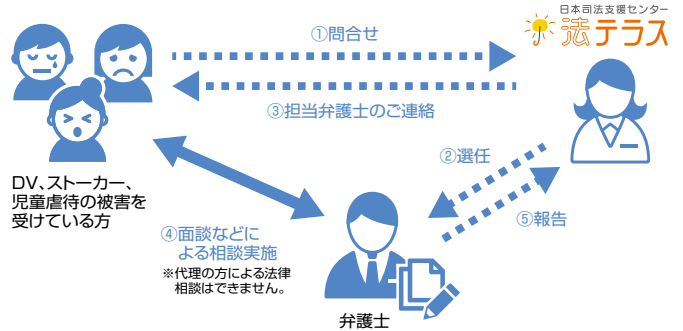 日本司法支援センター
法テラス
①問合せ
③担当弁護士のご連絡
②選任
⑤報告
DV、ストーカー、
児童虐待の被害を
受けている方
④面談などに
よる相談実施
※代理の方による法律
相談はできません。
弁護士